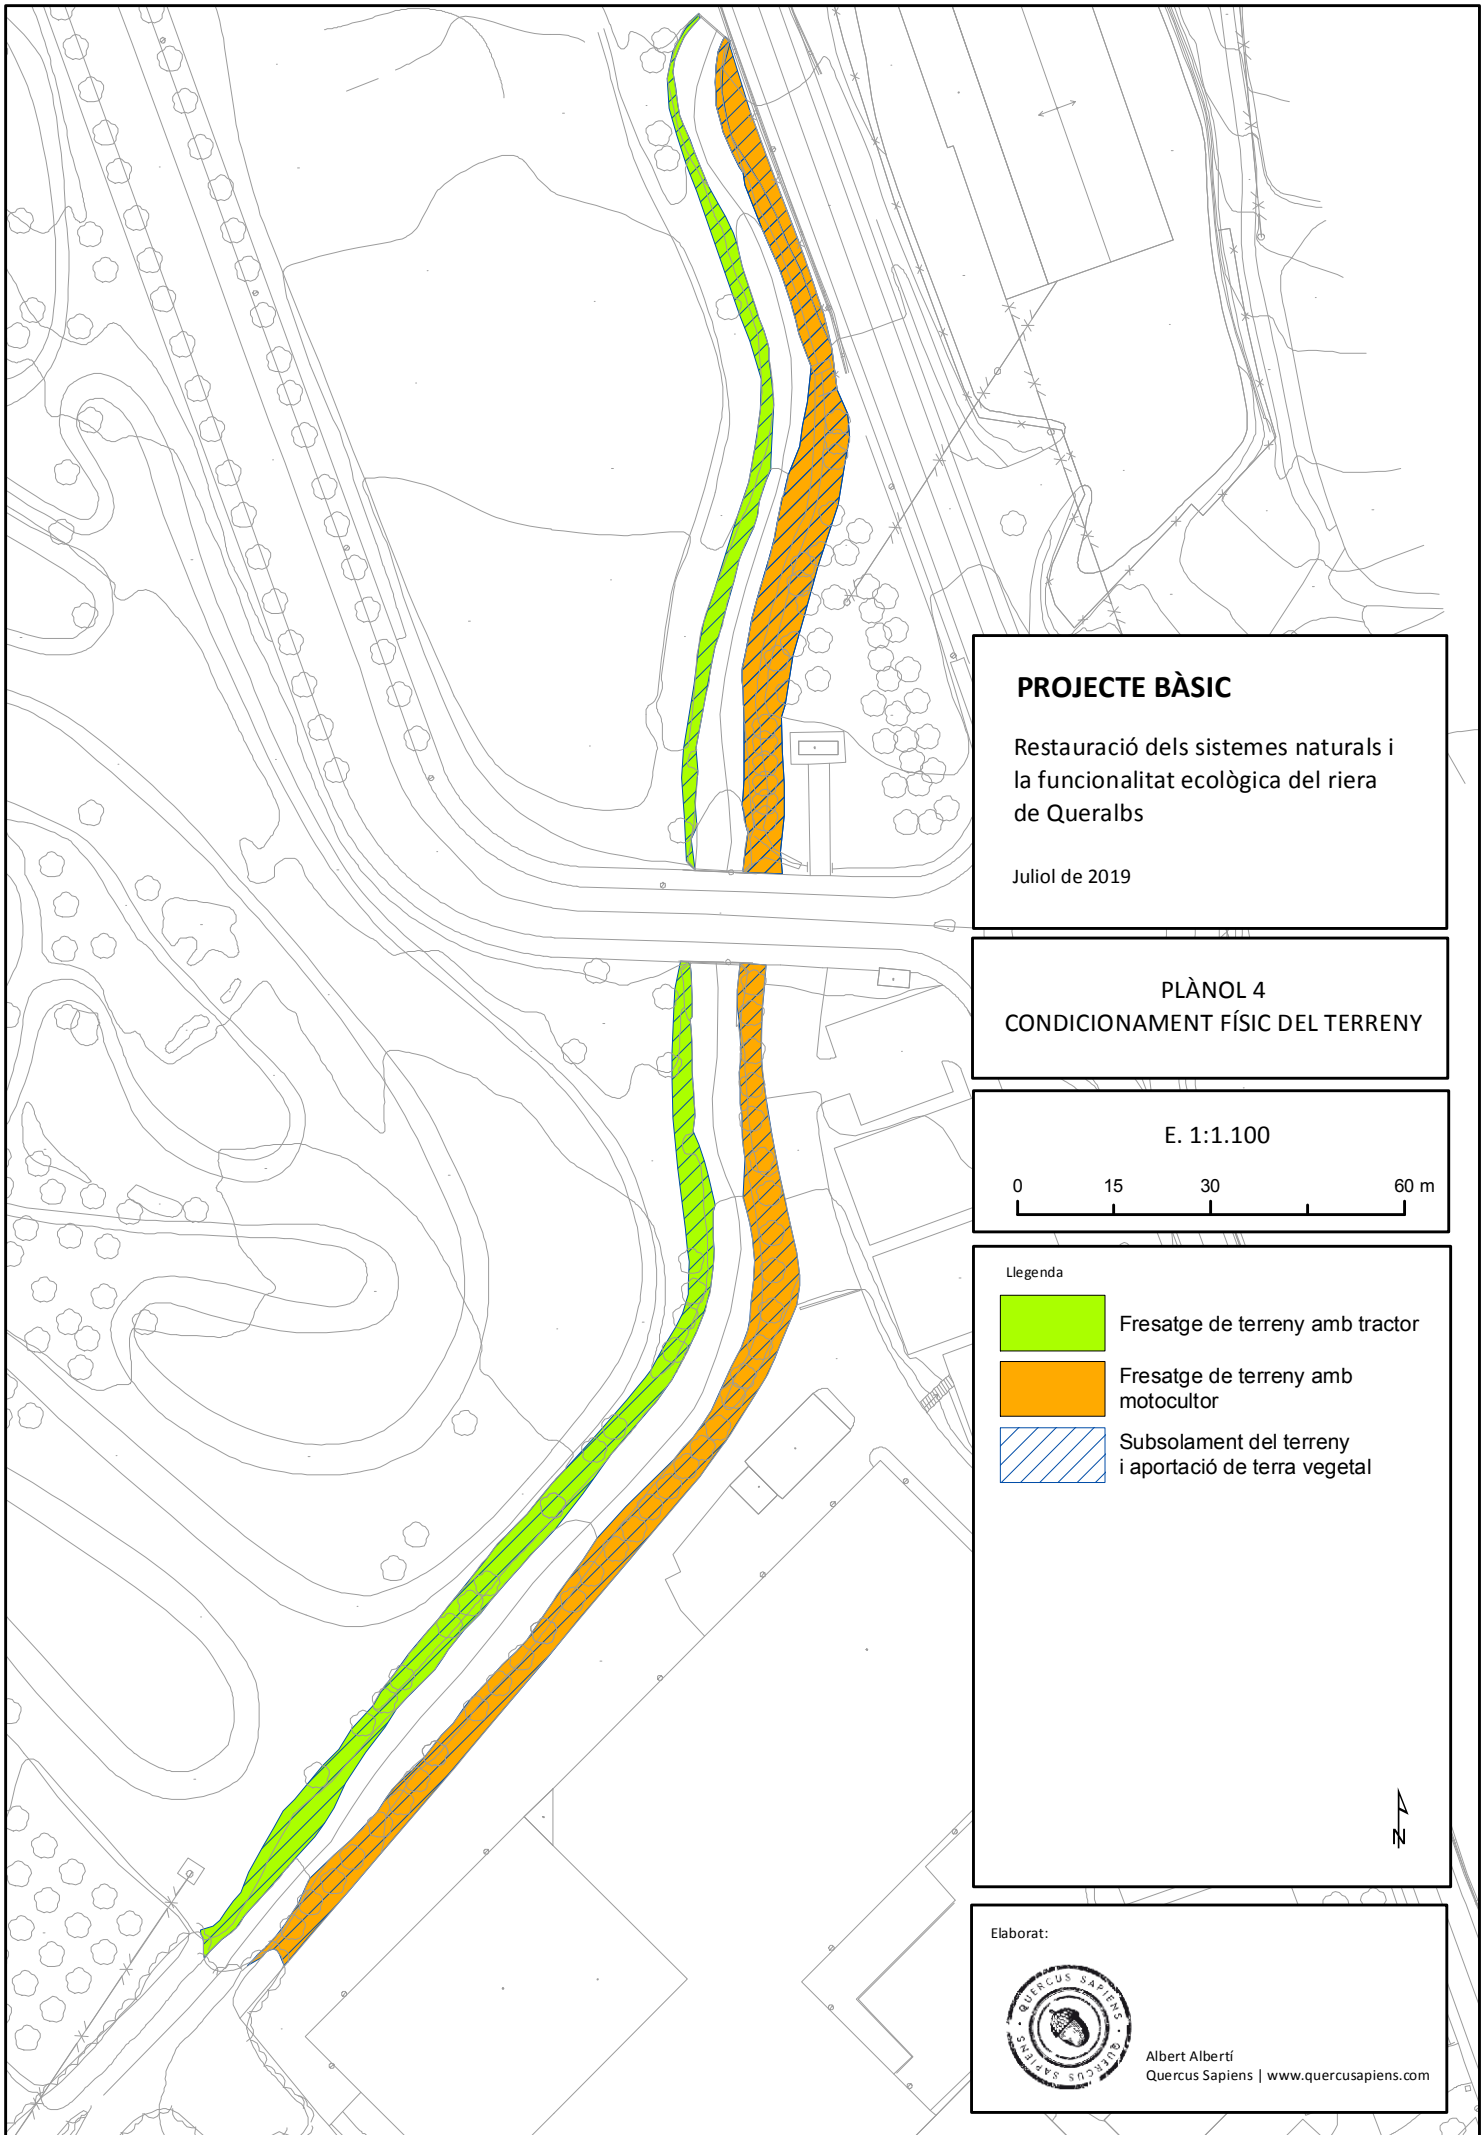 PROJECTE BÀSIC
Restauració dels sistemes naturals i
la funcionalitat ecològica del riera
de Queralbs
Juliol de 2019
PLÀNOL 4
CONDICIONAMENT FÍSIC DEL TERRENY
E. 1:1.100
0 15 30 60 m
Llegenda
Fresatge de terreny amb tractor
Fresatge de terreny amb
motocultor
Subsolament del terreny
i aportació de terra vegetal
N
Elaborat:
QUERCUS SAPIENS · QUERCUS SAPIENS ·
Albert Albertí
Quercus Sapiens | www.quercusapiens.com